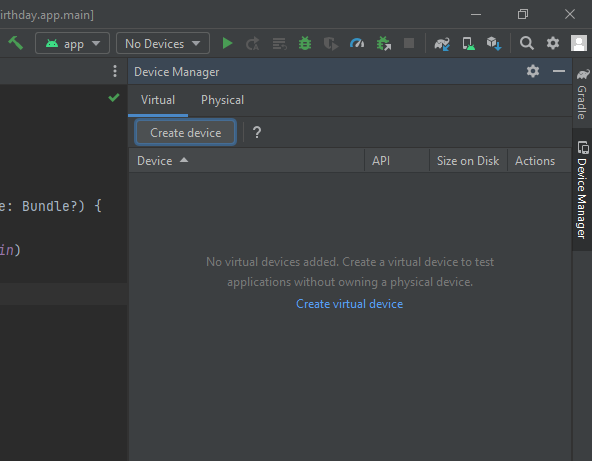 irthday.app.main]
app
No Devices
Device Manager
Virtual
Physical
Create device
?
Device
API
Size on Disk
Actions
e: Bundle?) {
in)
No virtual devices added. Create a virtual device to test
applications without owning a physical device.
Create virtual device
Gradle
Device Manager